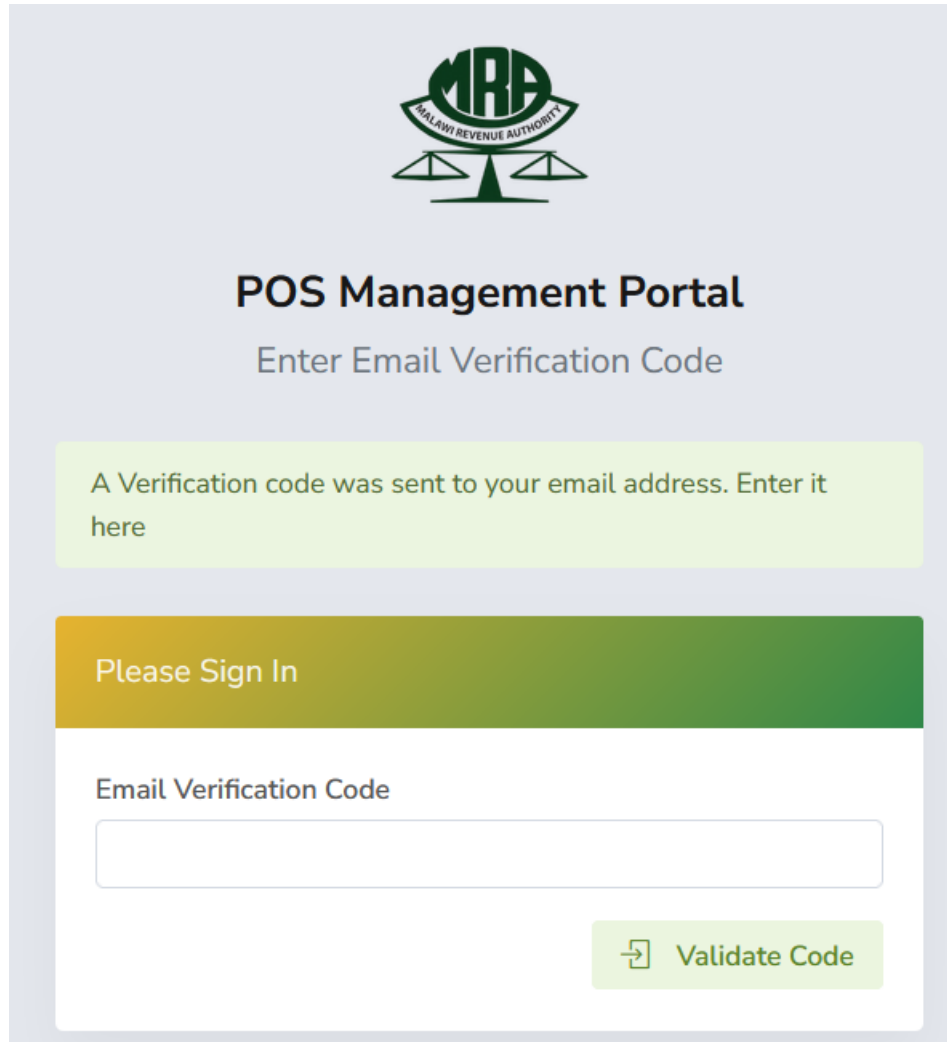 MRA
MALAWI REVENUE AUTHORITY
POS Management Portal
Enter Email Verification Code
A Verification code was sent to your email address. Enter it
here
Please Sign In
Email Verification Code
Validate Code